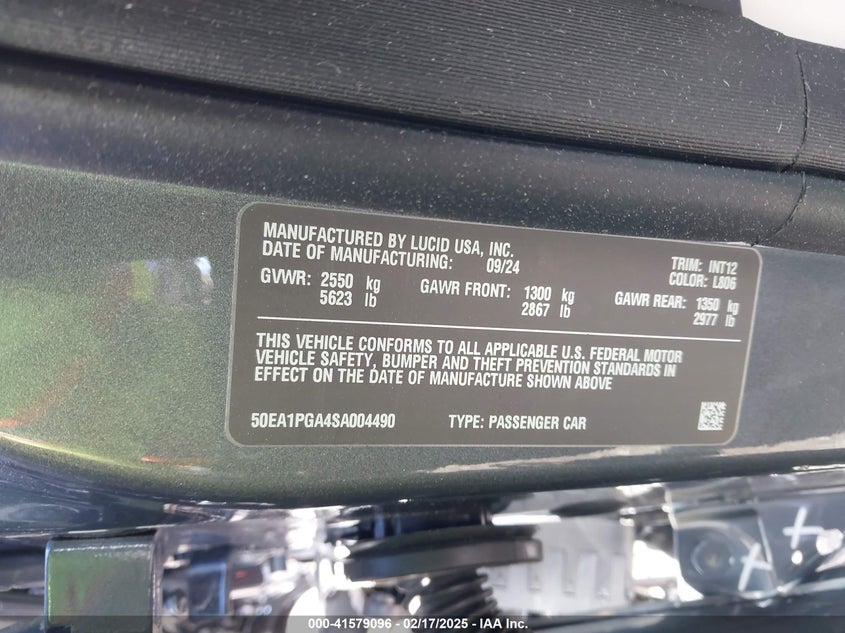 MANUFACTURED BY LUCID USA, INC.
DATE OF MANUFACTURING: 09/24
TRIM: INT12
COLOR: L806
GVWR: 2550 kg GAWR FRONT: 1300 kg GAWR REAR: 1350 kg
5623 lb 2867 lb 2977 lb
THIS VEHICLE CONFORMS TO ALL APPLICABLE U.S. FEDERAL MOTOR
VEHICLE SAFETY, BUMPER AND THEFT PREVENTION STANDARDS IN
EFFECT ON THE DATE OF MANUFACTURE SHOWN ABOVE
50EA1PGA4SA004490 TYPE: PASSENGER CAR
000-41579096 - 02/17/2025 - IAA Inc.